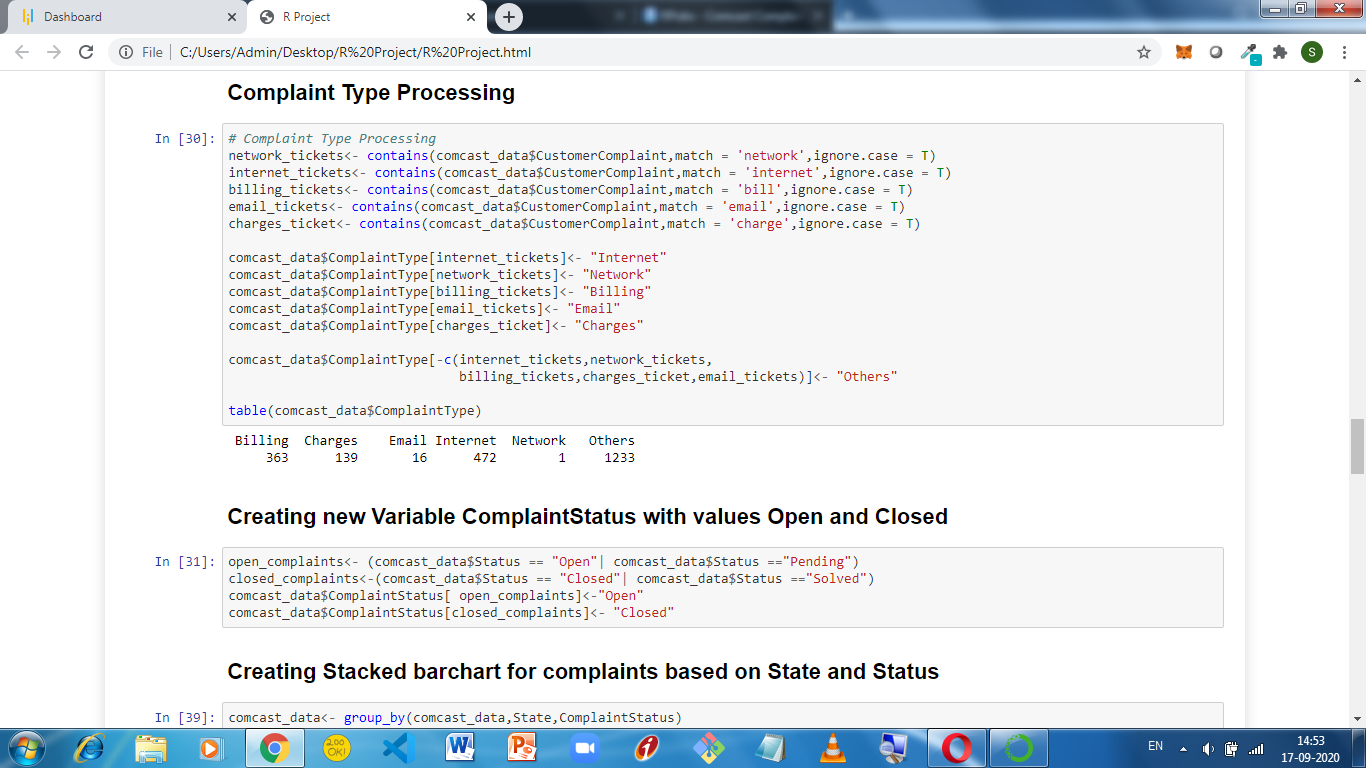 Dashboard
R Project
File
C:/Users/Admin/Desktop/R%20Project/R%20Project.html
S
Complaint Type Processing
In [30]:
# Complaint Type Processing
network_tickets<- contains(comcast_data$CustomerComplaint,match = 'network',ignore.case = T)
internet_tickets<- contains(comcast_data$CustomerComplaint,match = 'internet',ignore.case = T)
billing_tickets<- contains(comcast_data$CustomerComplaint,match = 'bill',ignore.case = T)
email_tickets<- contains(comcast_data$CustomerComplaint,match = 'email',ignore.case = T)
charges_ticket<- contains(comcast_data$CustomerComplaint,match = 'charge',ignore.case = T)
comcast_data$ComplaintType[internet_tickets]<- "Internet"
comcast_data$ComplaintType[network_tickets]<- "Network"
comcast_data$ComplaintType[billing_tickets]<- "Billing"
comcast_data$ComplaintType[email_tickets]<- "Email"
comcast_data$ComplaintType[charges_ticket]<- "Charges"
comcast_data$ComplaintType[-c(internet_tickets,network_tickets,
billing_tickets,charges_ticket,email_tickets)]<- "Others"
table(comcast_data$ComplaintType)
Billing Charges Email Internet Network Others
363 139 16 472 1 1233
Creating new Variable ComplaintStatus with values Open and Closed
In [31]:
open_complaints<- (comcast_data$Status == "Open"| comcast_data$Status =="Pending")
closed_complaints<-(comcast_data$Status == "Closed"| comcast_data$Status =="Solved")
comcast_data$ComplaintStatus[ open_complaints]<-"Open"
comcast_data$ComplaintStatus[closed_complaints]<- "Closed"
Creating Stacked barchart for complaints based on State and Status
In [39]:
comcast_data<- group_by(comcast_data,State,ComplaintStatus)
200 OK!
EN
14:53
17-09-2020